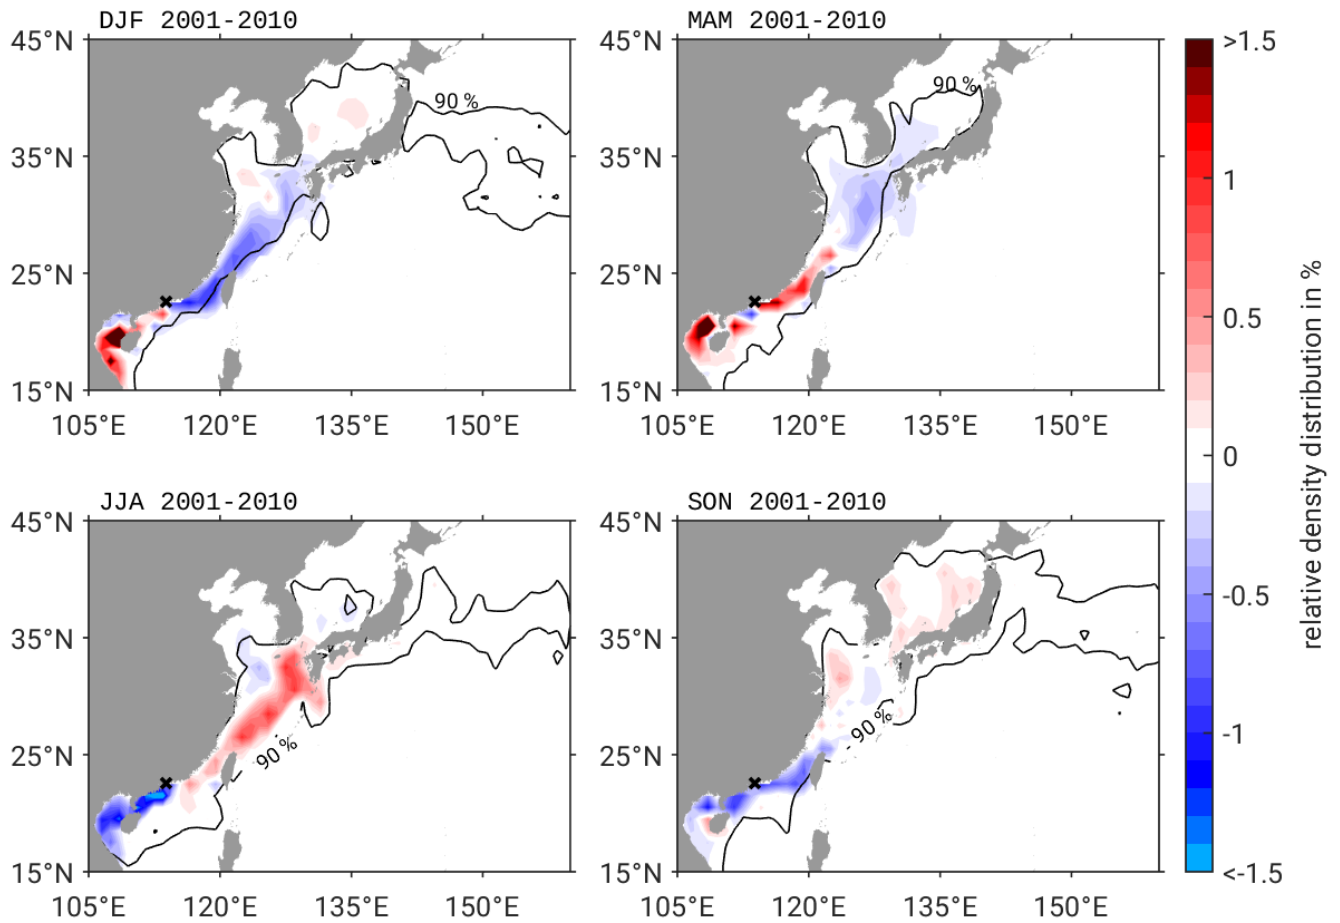 DJF 2001-2010
MAM 2001-2010
45°N
35°N
25°N
15°N
105°E
120°E
135°E
150°E
90 %
45°N
35°N
25°N
15°N
105°E
120°E
135°E
150°E
90 %
JJA 2001-2010
SON 2001-2010
45°N
35°N
25°N
15°N
105°E
120°E
135°E
150°E
90 %
45°N
35°N
25°N
15°N
105°E
120°E
135°E
150°E
90 %
>1.5
1
0.5
0
-0.5
-1
<-1.5
relative density distribution in %